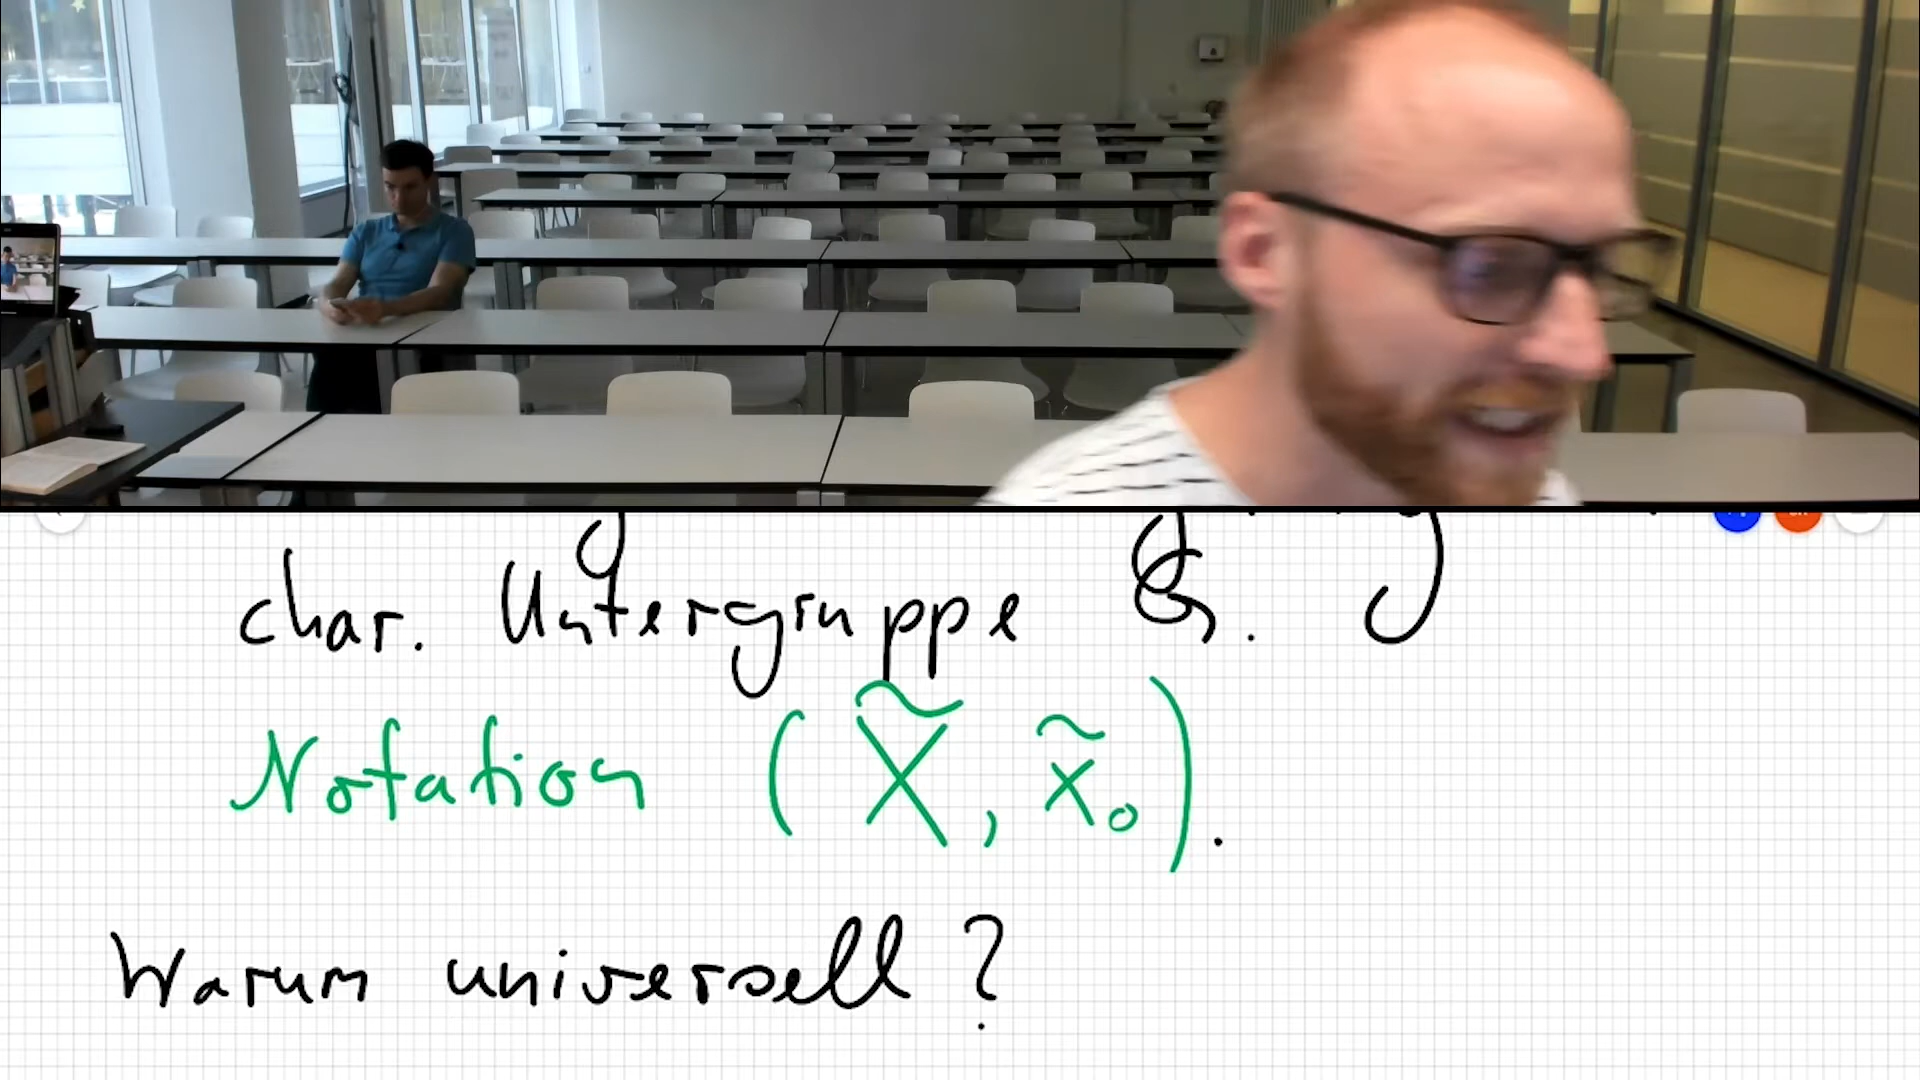 char. Untergruppe G.
Notation (X̃, x̃₀).
Warum universell?